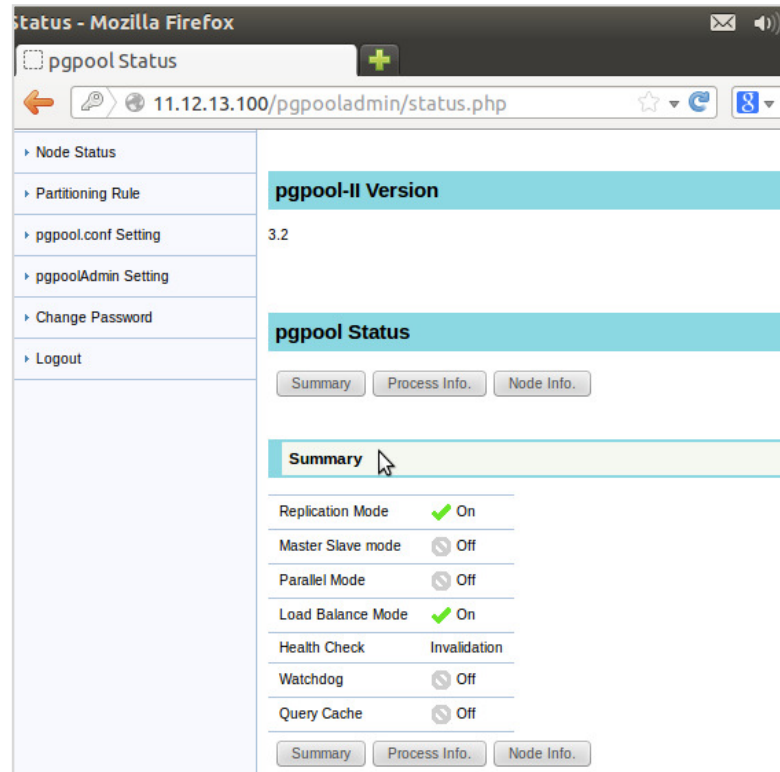 Status - Mozilla Firefox
pgpool Status
11.12.13.100/pgpooladmin/status.php
8
Node Status
Partitioning Rule
pgpool.conf Setting
pgpoolAdmin Setting
Change Password
Logout
pgpool-II Version
3.2
pgpool Status
Summary Process Info. Node Info.
Summary
Replication Mode On
Master Slave mode Off
Parallel Mode Off
Load Balance Mode On
Health Check Invalidation
Watchdog Off
Query Cache Off
Summary Process Info. Node Info.